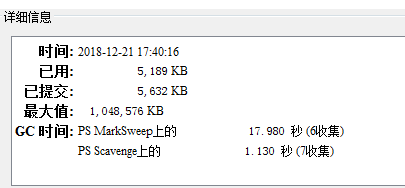 详细信息
时间: 2018-12-21 17:40:16
已用: 5,189 KB
已提交: 5,632 KB
最大值: 1,048,576 KB
GC 时间: PS MarkSweep上的 17.980 秒 (6收集)
PS Scavenge上的 1.130 秒 (7收集)